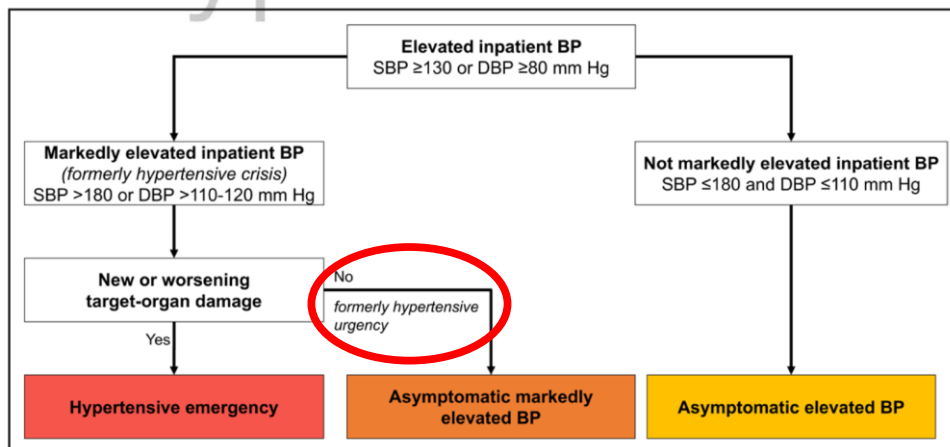 Elevated inpatient BP
SBP ≥130 or DBP ≥80 mm Hg
Markedly elevated inpatient BP
(formerly hypertensive crisis)
SBP >180 or DBP >110-120 mm Hg
Not markedly elevated inpatient BP
SBP ≤180 and DBP ≤110 mm Hg
New or worsening
target-organ damage
No
formerly hypertensive
urgency
Yes
Hypertensive emergency
Asymptomatic markedly
elevated BP
Asymptomatic elevated BP